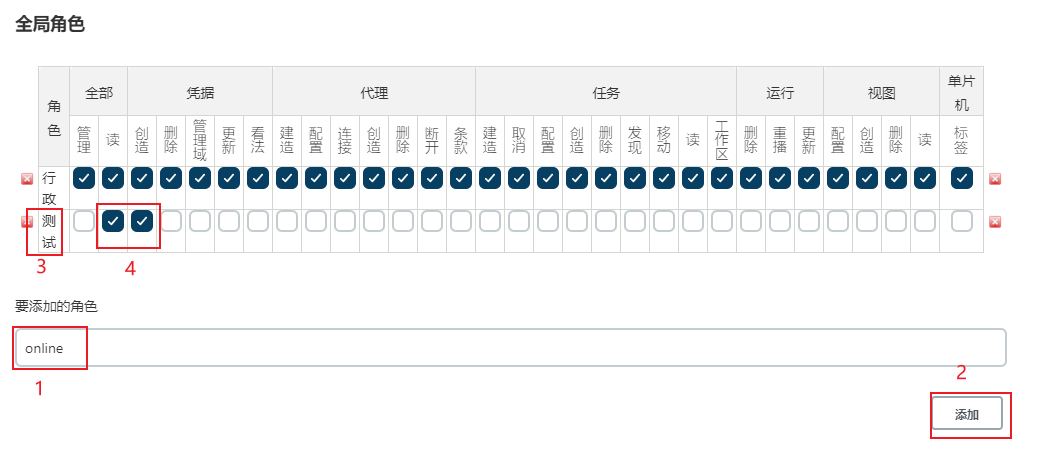 全局角色
角色 全部 凭据 代理 任务 运行 视图 单片机
管理 读 创造 删除 管理域 更新 看法 建造 配置 连接 创造 删除 断开 条款 建造 取消 配置 创造 删除 发现 移动 读 工作区 删除 重播 更新 配置 创造 删除 读 标签
行政
测试
3
4
要添加的角色
online
1
2
添加